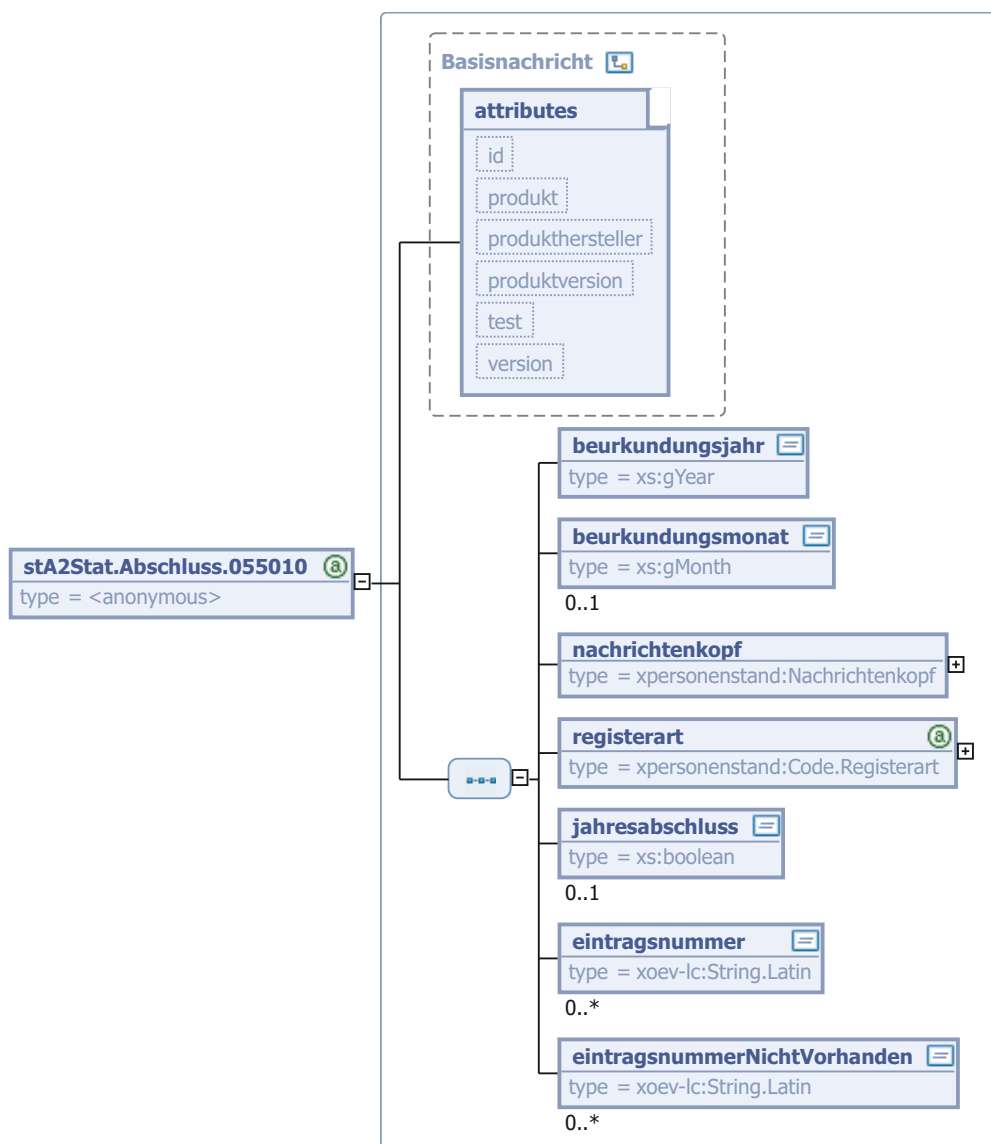 Basisnachricht
attributes
id
produkt
produkthersteller
produktversion
test
version
stA2Stat.Abschluss.055010 a
type = <anonymous>
beurkundungsjahr
type = xs:gYear
beurkundungsmonat
type = xs:gMonth
0..1
nachrichtenkopf
type = xpersonenstand:Nachrichtenkopf
registerart a
type = xpersonenstand:Code.Registerart
jahresabschluss
type = xs:boolean
0..1
eintragsnummer
type = xoev-lc:String.Latin
0..*
eintragsnummerNichtVorhanden
type = xoev-lc:String.Latin
0..*